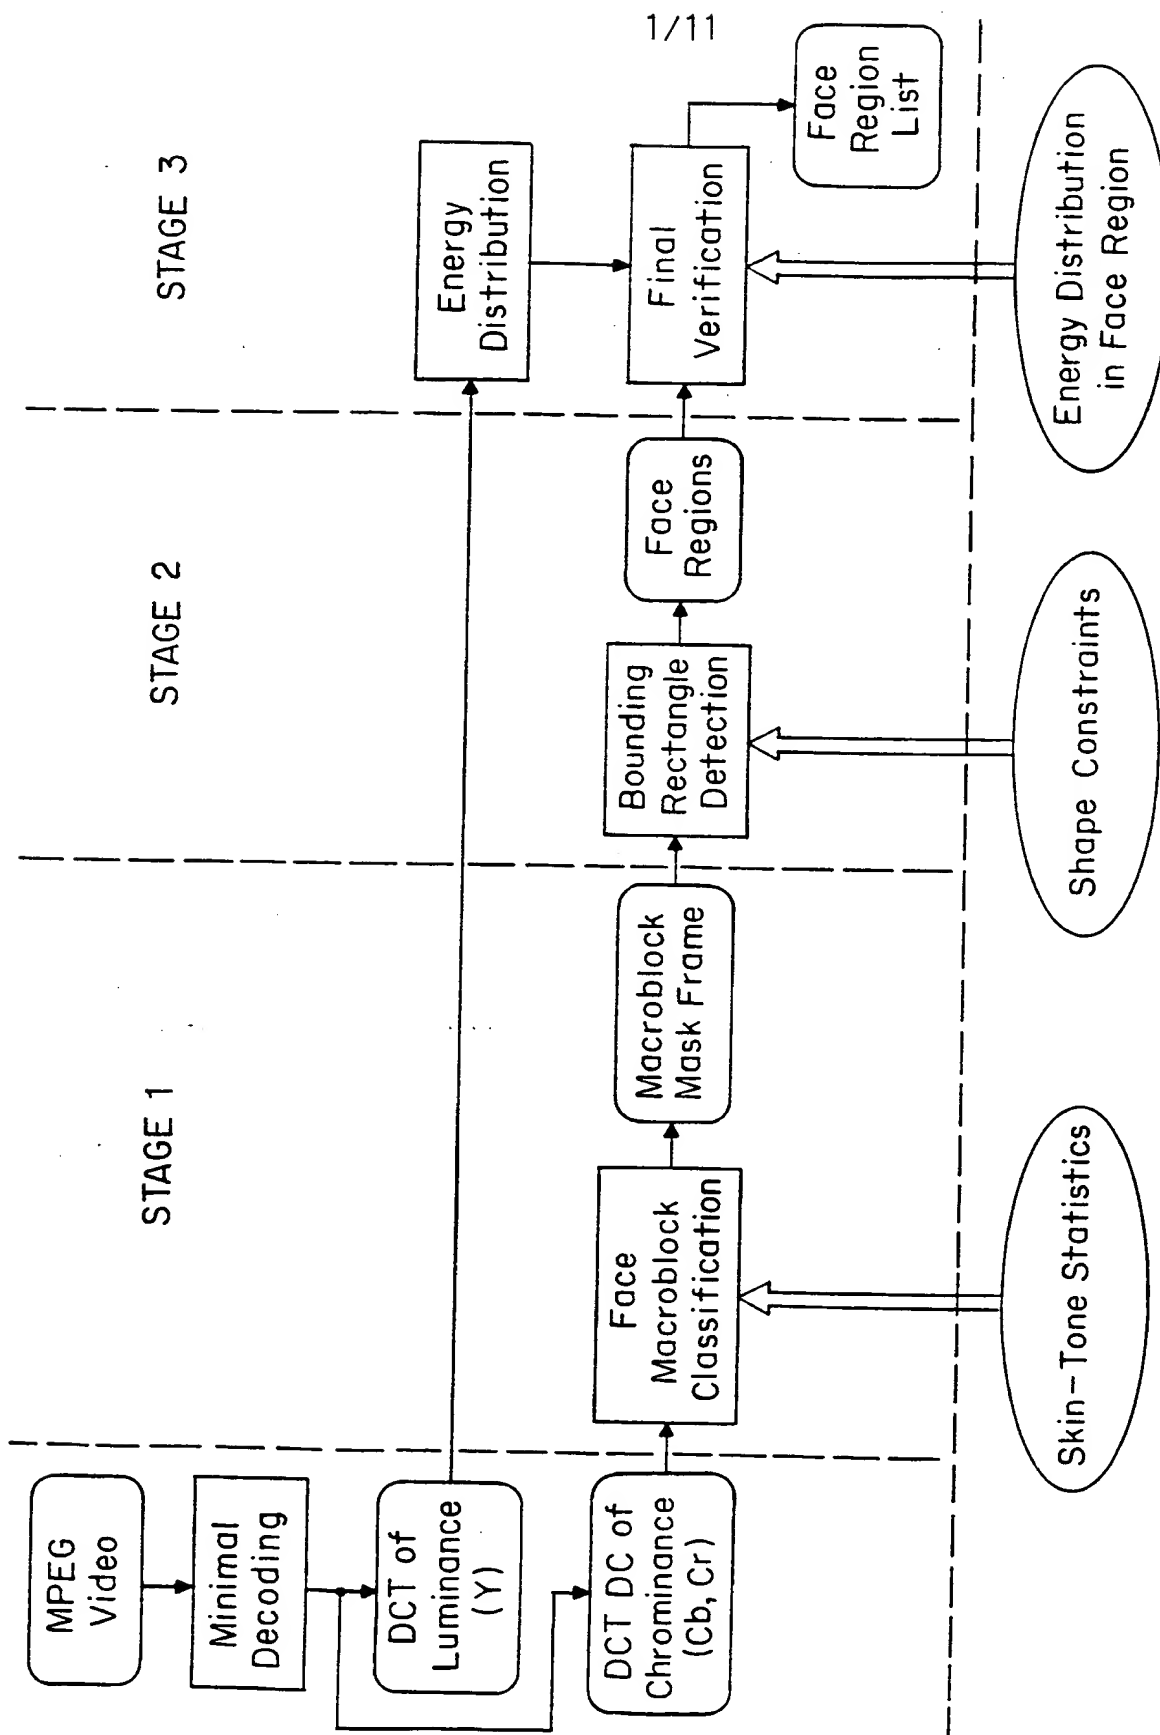 1/11
STAGE 1
STAGE 2
STAGE 3
MPEG
Video
Minimal
Decoding
DCT of
Luminance
(Y)
DCT DC of
Chrominance
(Cb, Cr)
Energy
Distribution
Face
Macroblock
Classification
Macroblock
Mask Frame
Bounding
Rectangle
Detection
Face
Regions
Final
Verification
Face
Region
List
Skin-Tone Statistics
Shape Constraints
Energy Distribution
in Face Region